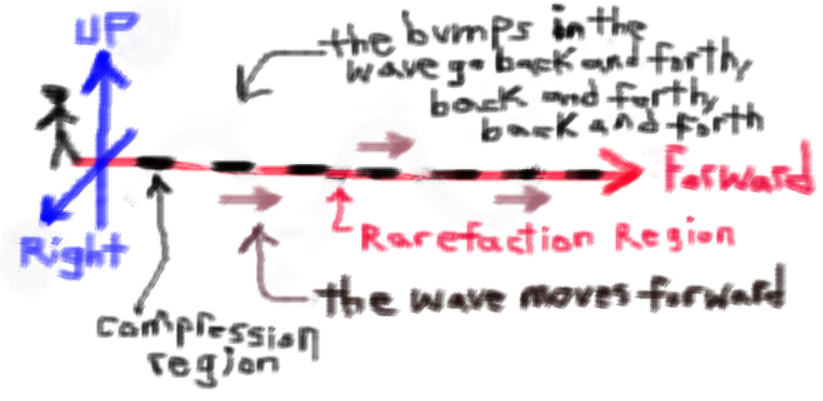 UP
the bumps in the
wave go back and forth,
back and forth,
back and forth
Forward
Right
Rarefaction Region
the wave moves forward
compression
region